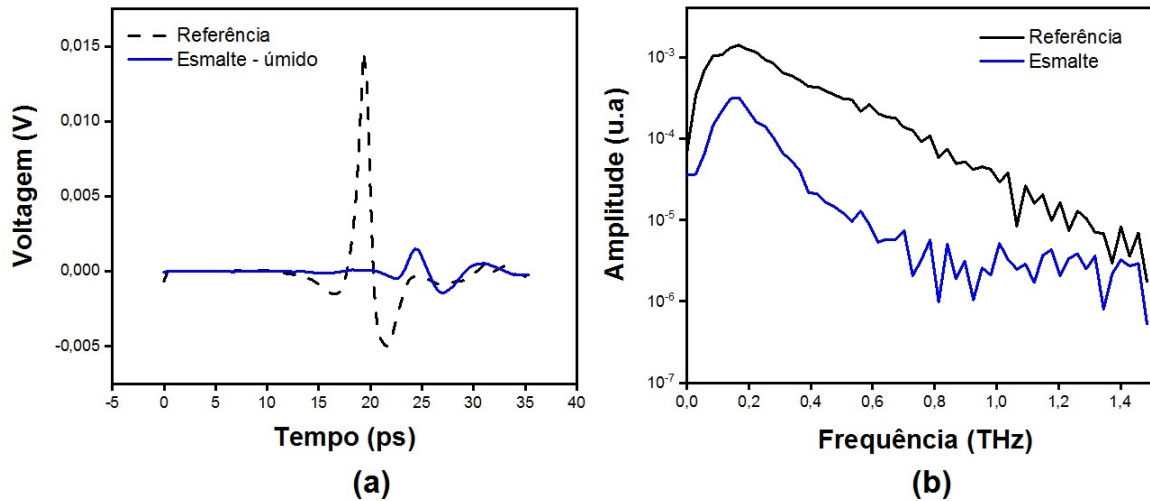 Referência
Esmalte - úmido
0,015
0,010
0,005
0,000
-0,005
-5
0
5
10
15
20
25
30
35
40
Voltagem (V)
Tempo (ps)
(a)
Referência
Esmalte
10-3
10-4
10-5
10-6
10-7
0,0
0,2
0,4
0,6
0,8
1,0
1,2
1,4
Amplitude (u.a)
Frequência (THz)
(b)